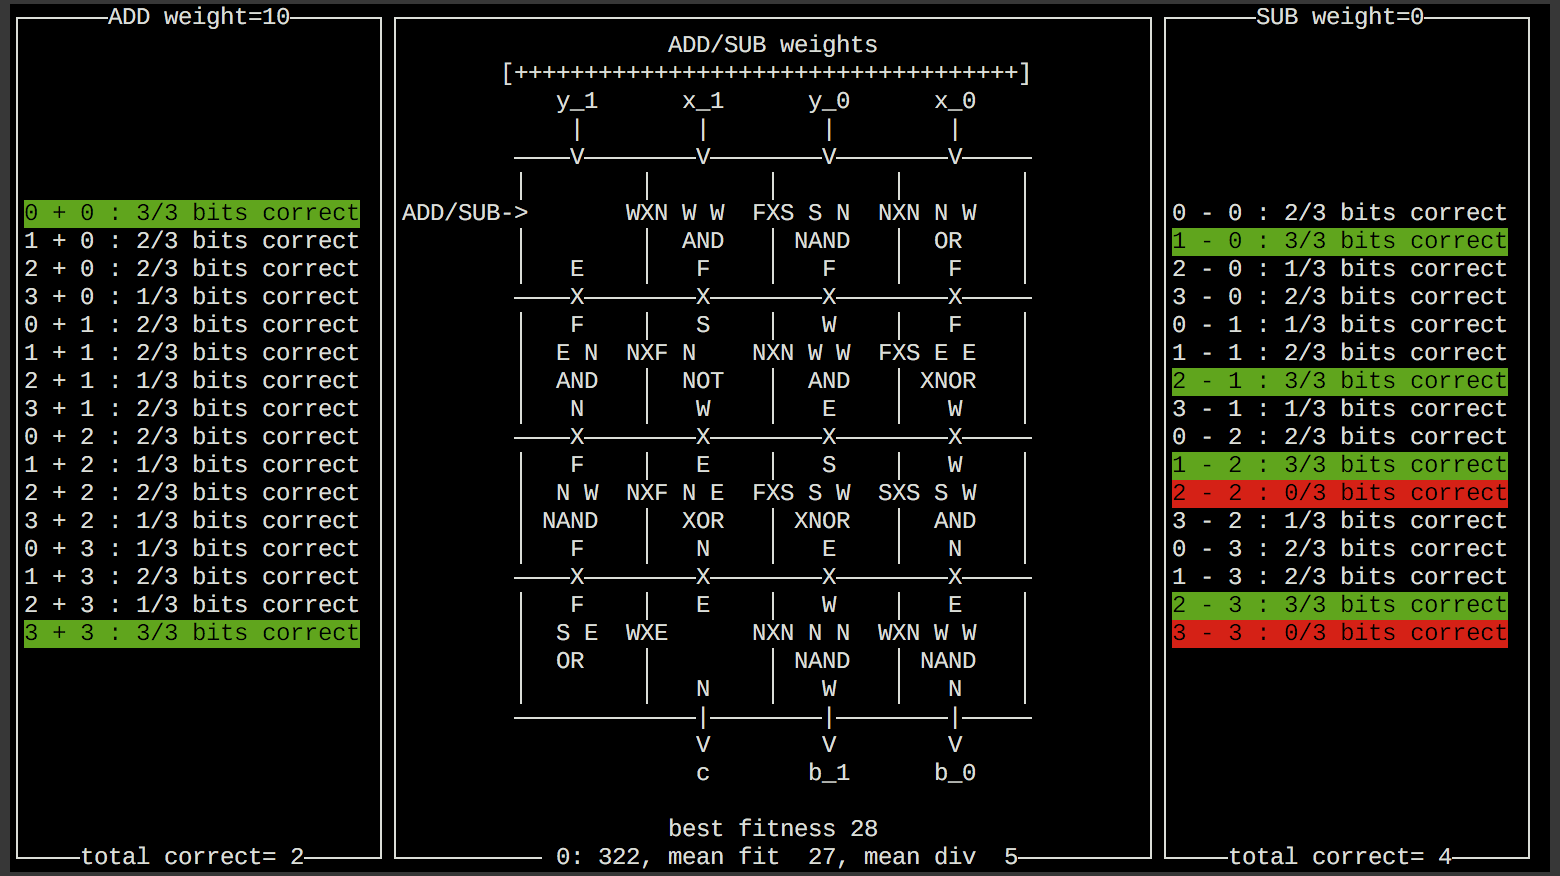 ADD weight=10
0 + 0 : 3/3 bits correct
1 + 0 : 2/3 bits correct
2 + 0 : 2/3 bits correct
3 + 0 : 1/3 bits correct
0 + 1 : 2/3 bits correct
1 + 1 : 2/3 bits correct
2 + 1 : 1/3 bits correct
3 + 1 : 2/3 bits correct
0 + 2 : 2/3 bits correct
1 + 2 : 1/3 bits correct
2 + 2 : 2/3 bits correct
3 + 2 : 1/3 bits correct
0 + 3 : 1/3 bits correct
1 + 3 : 2/3 bits correct
2 + 3 : 1/3 bits correct
3 + 3 : 3/3 bits correct
total correct= 2
ADD/SUB weights
[++++++++++++++++++++++++++++++++++++]
y_1 x_1 y_0 x_0
| | | |
V V V V
ADD/SUB-> WXN W W FXS S N NXN N W
AND NAND OR
E F F F
X X X X
F S W F
E N NXF N NXN W W FXS E E
AND NOT AND XNOR
N W E W
X X X X
F E S W
N W NXF N E FXS S W SXS S W
NAND XOR XNOR AND
F N E N
X X X X
F E W E
S E WXE NXN N N WXN W W
OR NAND NAND
N W N
| | |
V V V
c b_1 b_0
best fitness 28
0: 322, mean fit 27, mean div 5
SUB weight=0
0 - 0 : 2/3 bits correct
1 - 0 : 3/3 bits correct
2 - 0 : 1/3 bits correct
3 - 0 : 2/3 bits correct
0 - 1 : 1/3 bits correct
1 - 1 : 2/3 bits correct
2 - 1 : 3/3 bits correct
3 - 1 : 1/3 bits correct
0 - 2 : 2/3 bits correct
1 - 2 : 3/3 bits correct
2 - 2 : 0/3 bits correct
3 - 2 : 1/3 bits correct
0 - 3 : 2/3 bits correct
1 - 3 : 2/3 bits correct
2 - 3 : 3/3 bits correct
3 - 3 : 0/3 bits correct
total correct= 4